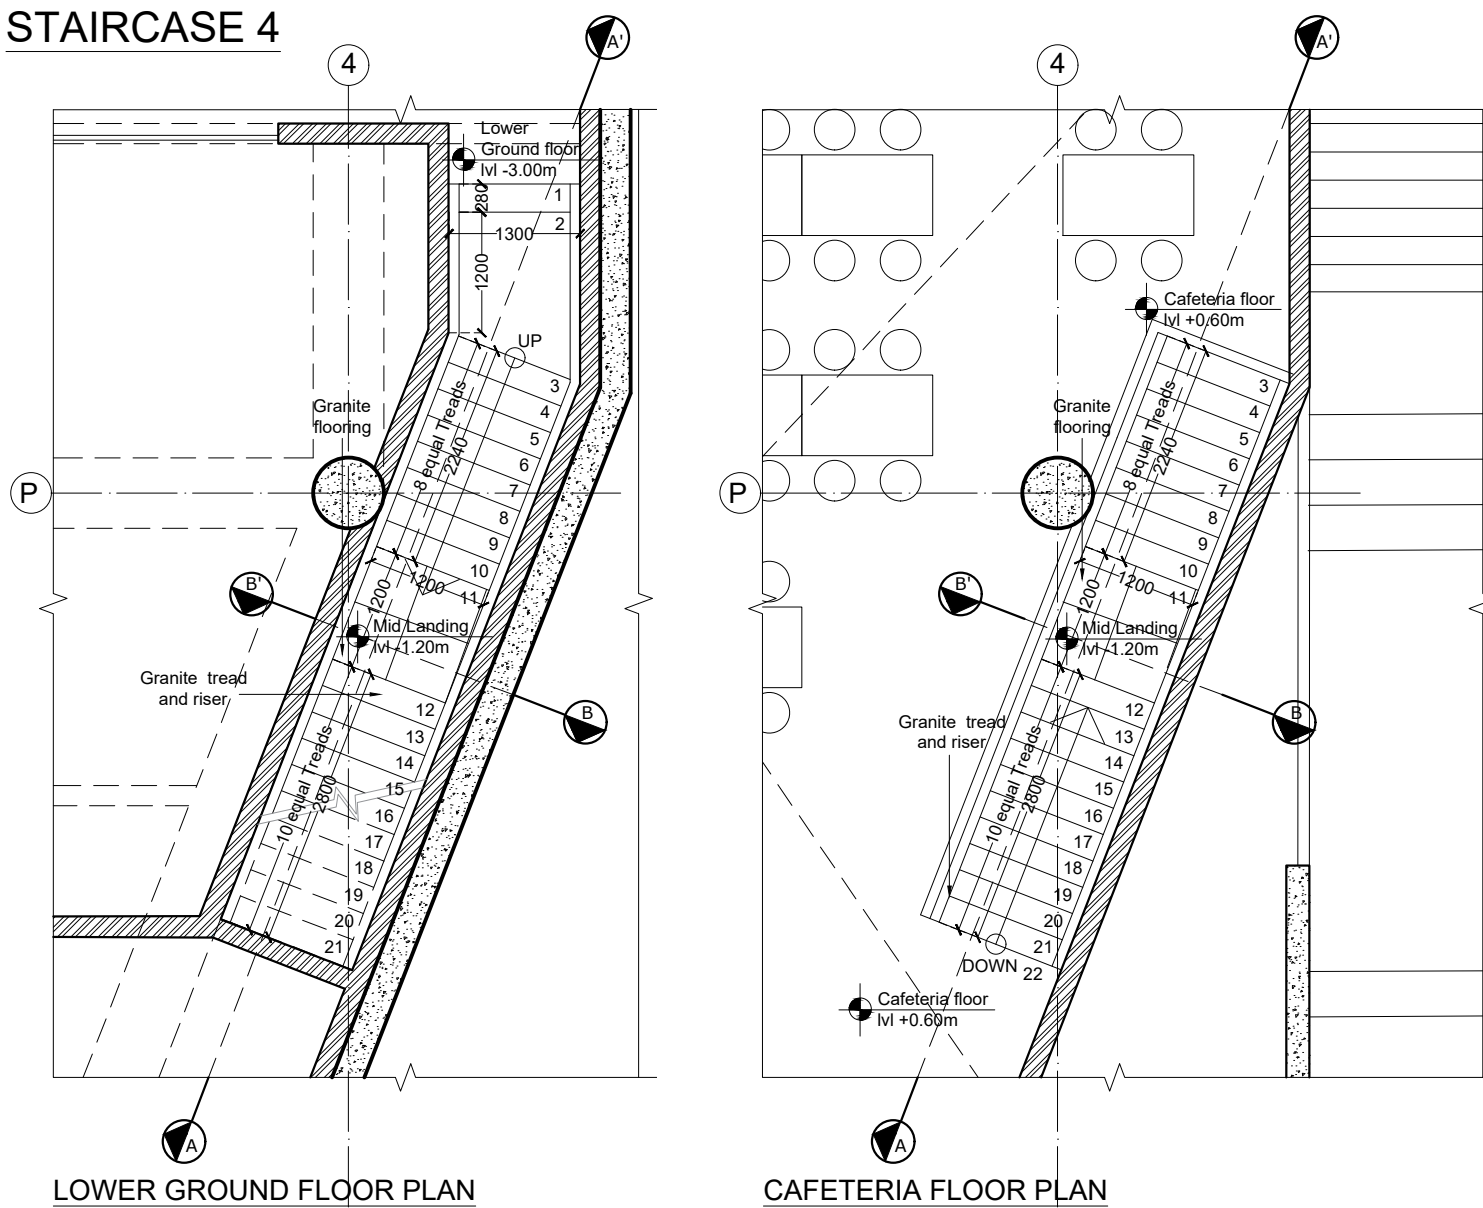 STAIRCASE 4
4
A'
Lower
Ground floor
lvl -3.00m
280
1
2
1300
1200
UP
8 equal Treads
2240
3
4
5
6
7
8
9
10
11
Granite
flooring
P
1200
1200
B'
Mid Landing
lvl -1.20m
Granite tread
and riser
B
10 equal Treads
2800
12
13
14
15
16
17
18
19
20
21
A
LOWER GROUND FLOOR PLAN
4
A'
Cafeteria floor
lvl +0.60m
8 equal Treads
2240
3
4
5
6
7
8
9
10
11
Granite
flooring
P
1200
1200
B'
Mid Landing
lvl -1.20m
Granite tread
and riser
B
10 equal Treads
2800
12
13
14
15
16
17
18
19
20
21
22
DOWN
Cafeteria floor
lvl +0.60m
A
CAFETERIA FLOOR PLAN